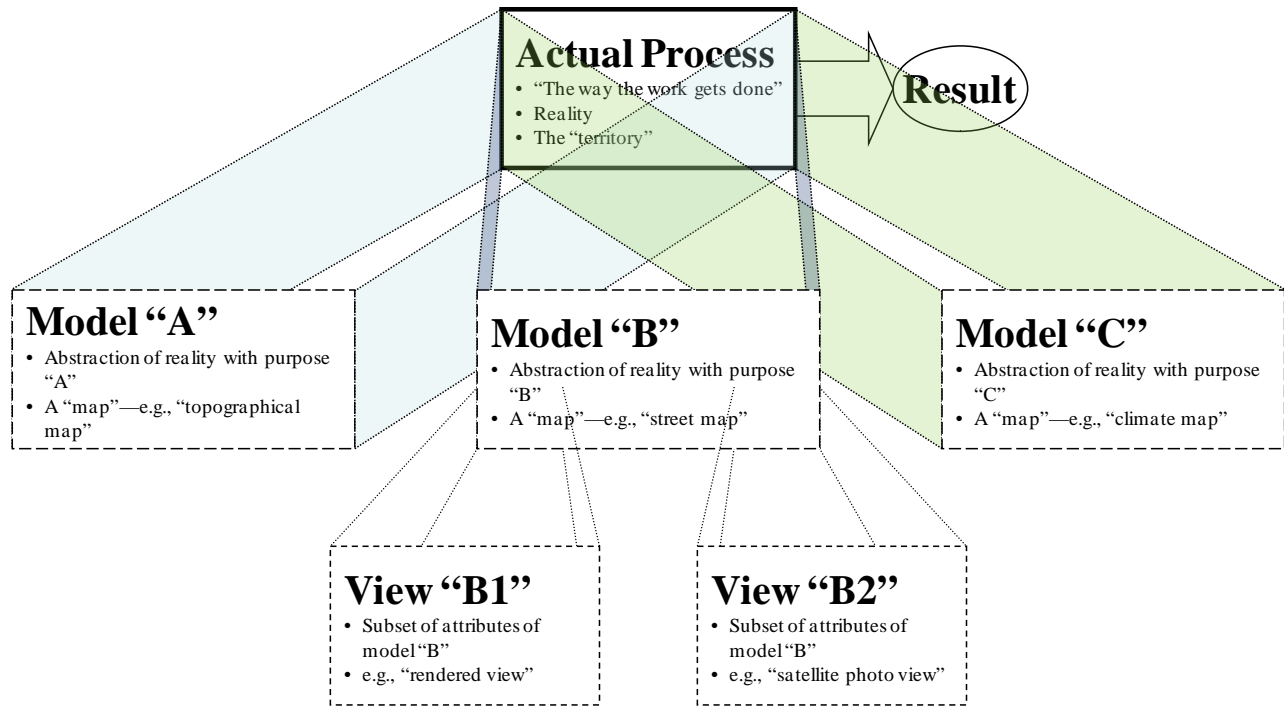 Actual Process
• “The way the work gets done”
• Reality
• The “territory”
Result
Model “A”
• Abstraction of reality with purpose
“A”
• A “map”—e.g., “topographical
map”
Model “B”
• Abstraction of reality with purpose
“B”
• A “map”—e.g., “street map”
Model “C”
• Abstraction of reality with purpose
“C”
• A “map”—e.g., “climate map”
View “B1”
• Subset of attributes of
model “B”
• e.g., “rendered view”
View “B2”
• Subset of attributes of
model “B”
• e.g., “satellite photo view”